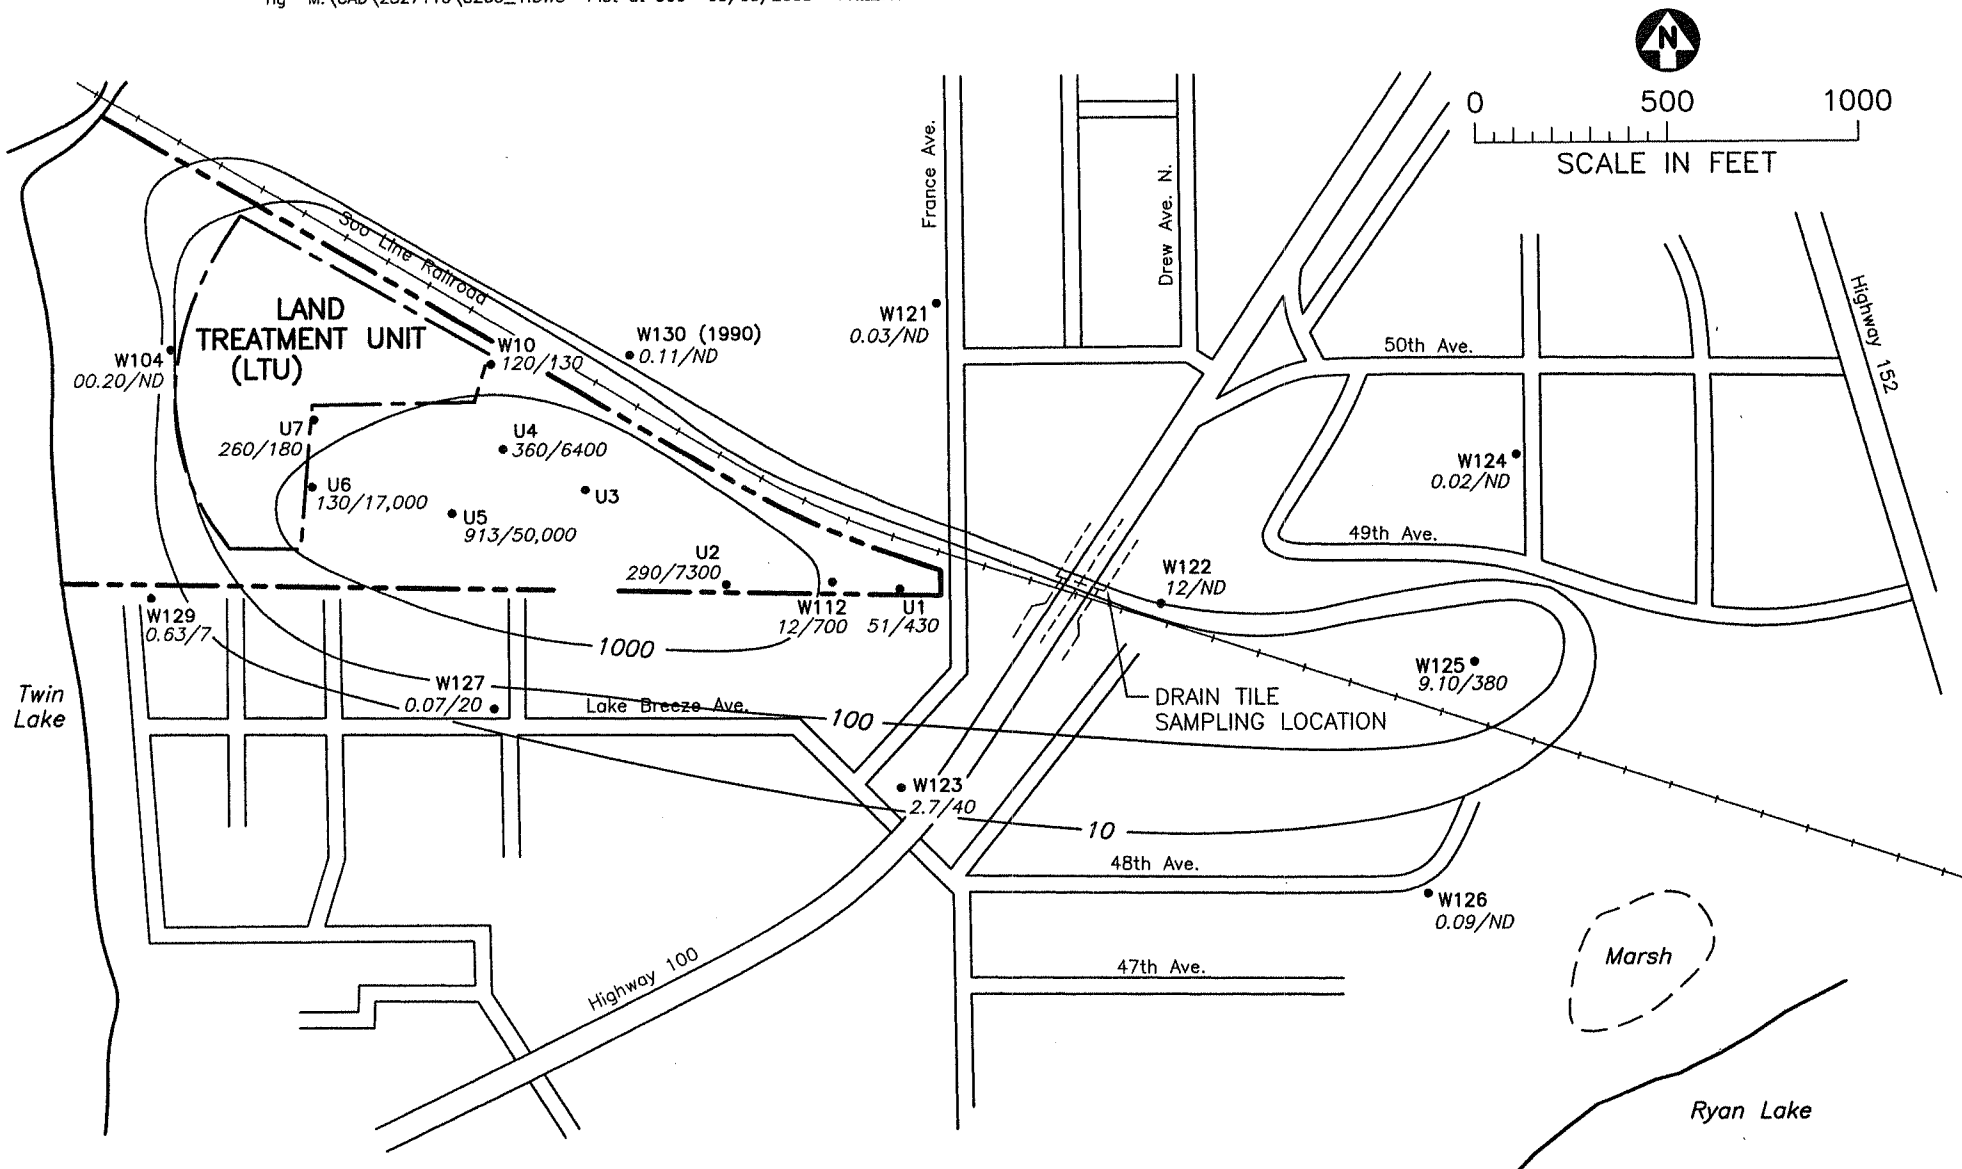 N
0 500 1000
SCALE IN FEET
France Ave.
Drew Ave. N.
Highway 152
Soo Line Railroad
LAND
TREATMENT UNIT
(LTU)
W104
00.20/ND
W10
120/130
W130 (1990)
0.11/ND
W121
0.03/ND
50th Ave.
U7
260/180
U4
360/6400
U6
130/17,000
U3
U5
913/50,000
W124
0.02/ND
49th Ave.
U2
290/7300
W112
12/700
U1
51/430
W122
12/ND
W129
0.63/7
1000
W125
9.10/380
W127
0.07/20
Lake Breeze Ave.
100
DRAIN TILE
SAMPLING LOCATION
Twin
Lake
W123
2.7/40
10
48th Ave.
W126
0.09/ND
Marsh
47th Ave.
Highway 100
Ryan Lake